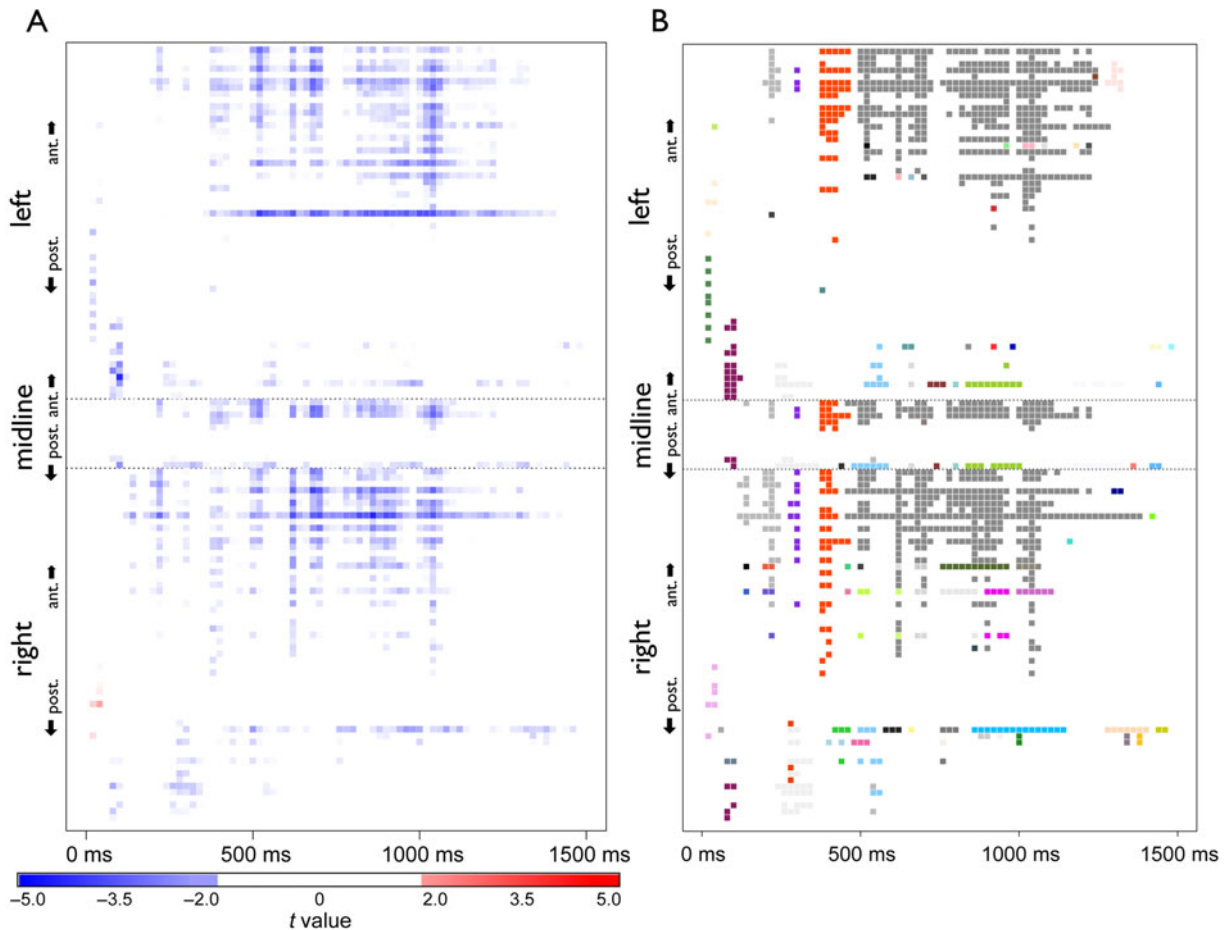 A
B
ant. ➡
left
⬅ post.
ant. ➡
midline
⬅ post.
ant. ➡
right
⬅ post.
0 ms 500 ms 1000 ms 1500 ms
−5.0 −3.5 −2.0 0 2.0 3.5 5.0
t value
ant. ➡
left
⬅ post.
ant. ➡
midline
⬅ post.
ant. ➡
right
⬅ post.
0 ms 500 ms 1000 ms 1500 ms